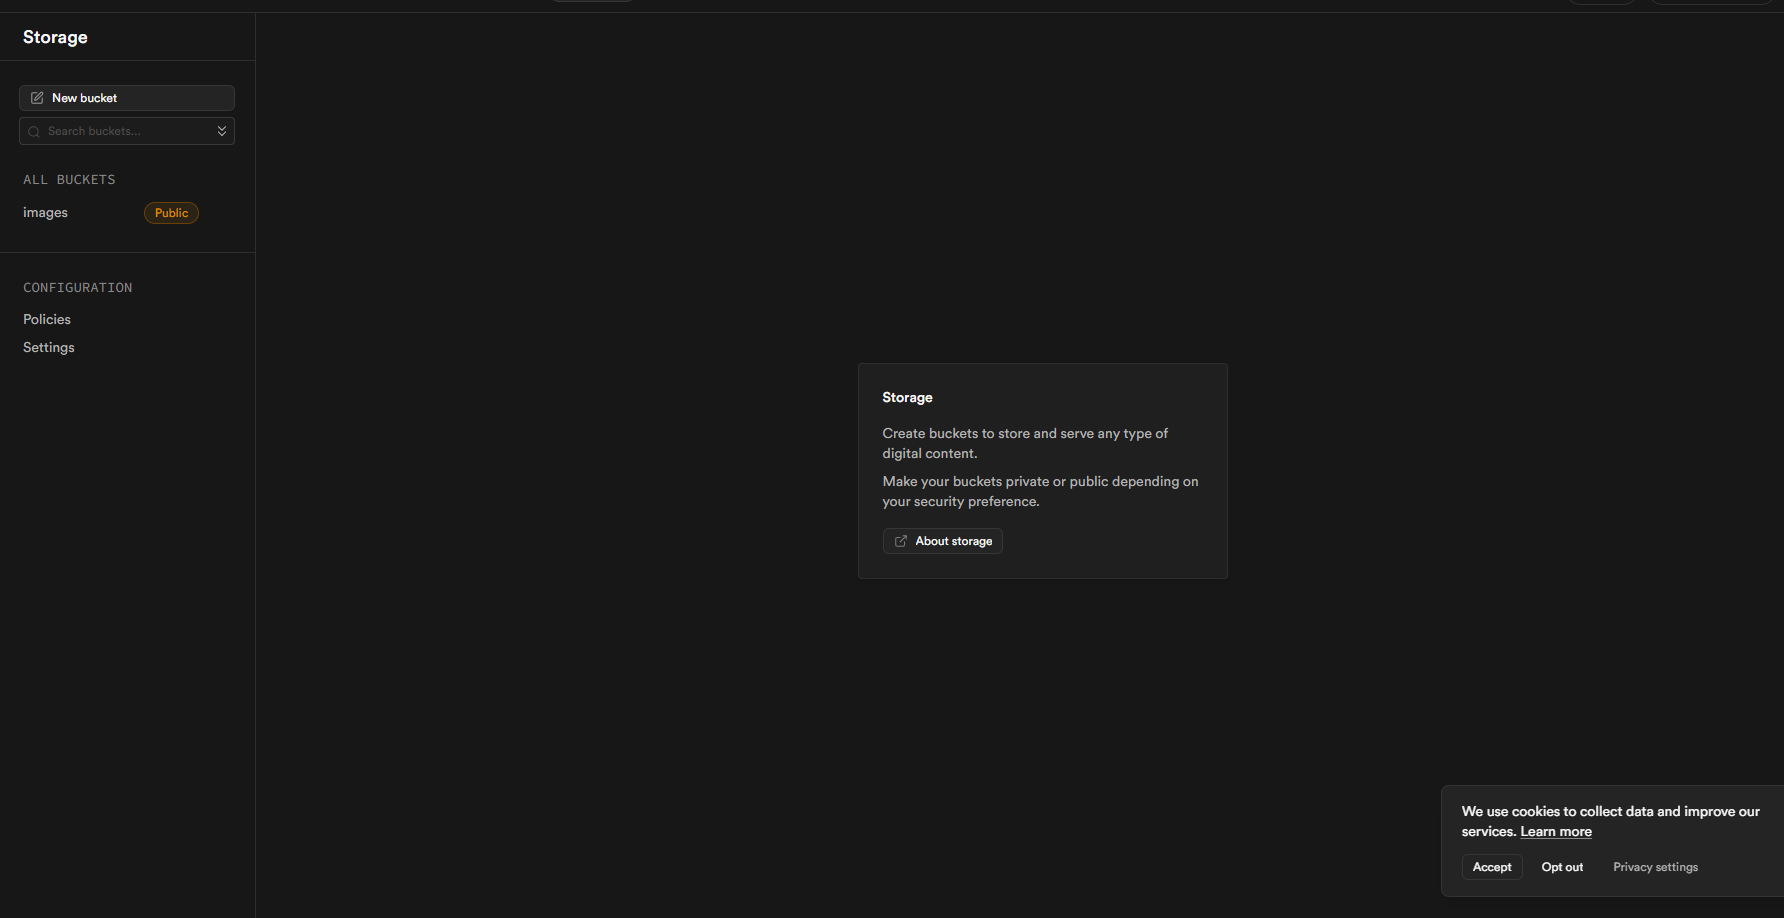 Storage
New bucket
Search buckets...
ALL BUCKETS
images
Public
CONFIGURATION
Policies
Settings
Storage
Create buckets to store and serve any type of
digital content.
Make your buckets private or public depending on
your security preference.
About storage
We use cookies to collect data and improve our
services. Learn more
Accept
Opt out
Privacy settings